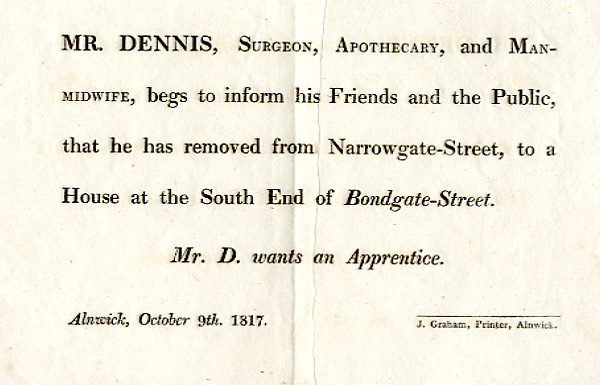 MR. DENNIS, SURGEON, APOTHECARY, and MAN-
MIDWIFE, begs to inform his Friends and the Public,
that he has removed from Narrowgate-Street, to a
House at the South End of Bondgate-Street.
Mr. D. wants an Apprentice.
Alnwick, October 9th. 1817.
J. Graham, Printer, Alnwick.